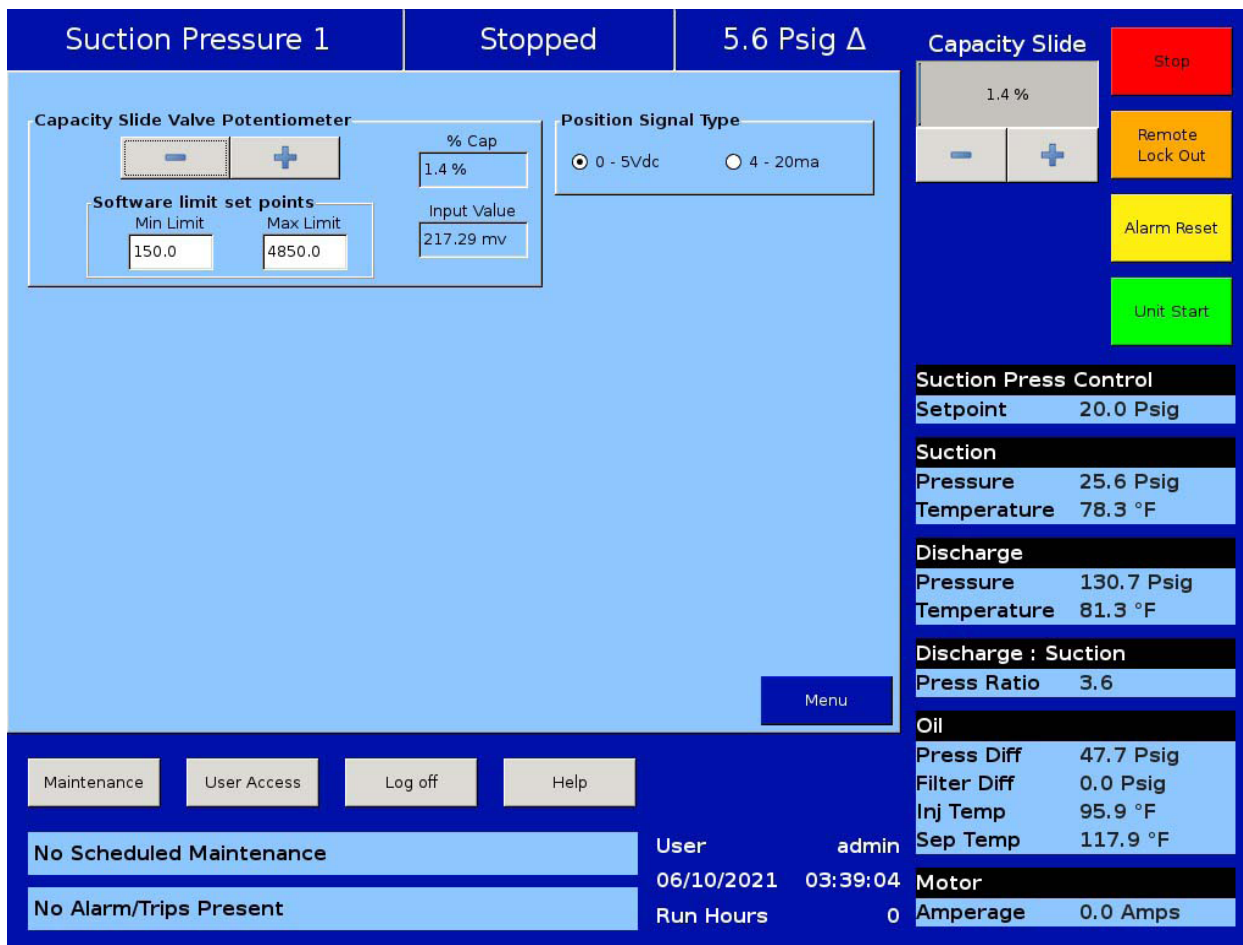 Suction Pressure 1
Stopped
5.6 Psig Δ
Capacity Slide Valve Potentiometer
% Cap
1.4 %
Software limit set points
Min Limit
Max Limit
150.0
4850.0
Input Value
217.29 mv
Position Signal Type
0 - 5Vdc
4 - 20ma
Menu
Capacity Slide
1.4 %
Stop
Remote
Lock Out
Alarm Reset
Unit Start
Suction Press Control
Setpoint 20.0 Psig
Suction
Pressure 25.6 Psig
Temperature 78.3 °F
Discharge
Pressure 130.7 Psig
Temperature 81.3 °F
Discharge : Suction
Press Ratio 3.6
Oil
Press Diff 47.7 Psig
Filter Diff 0.0 Psig
Inj Temp 95.9 °F
Sep Temp 117.9 °F
Motor
Amperage 0.0 Amps
Maintenance
User Access
Log off
Help
No Scheduled Maintenance
No Alarm/Trips Present
User admin
06/10/2021 03:39:04
Run Hours 0